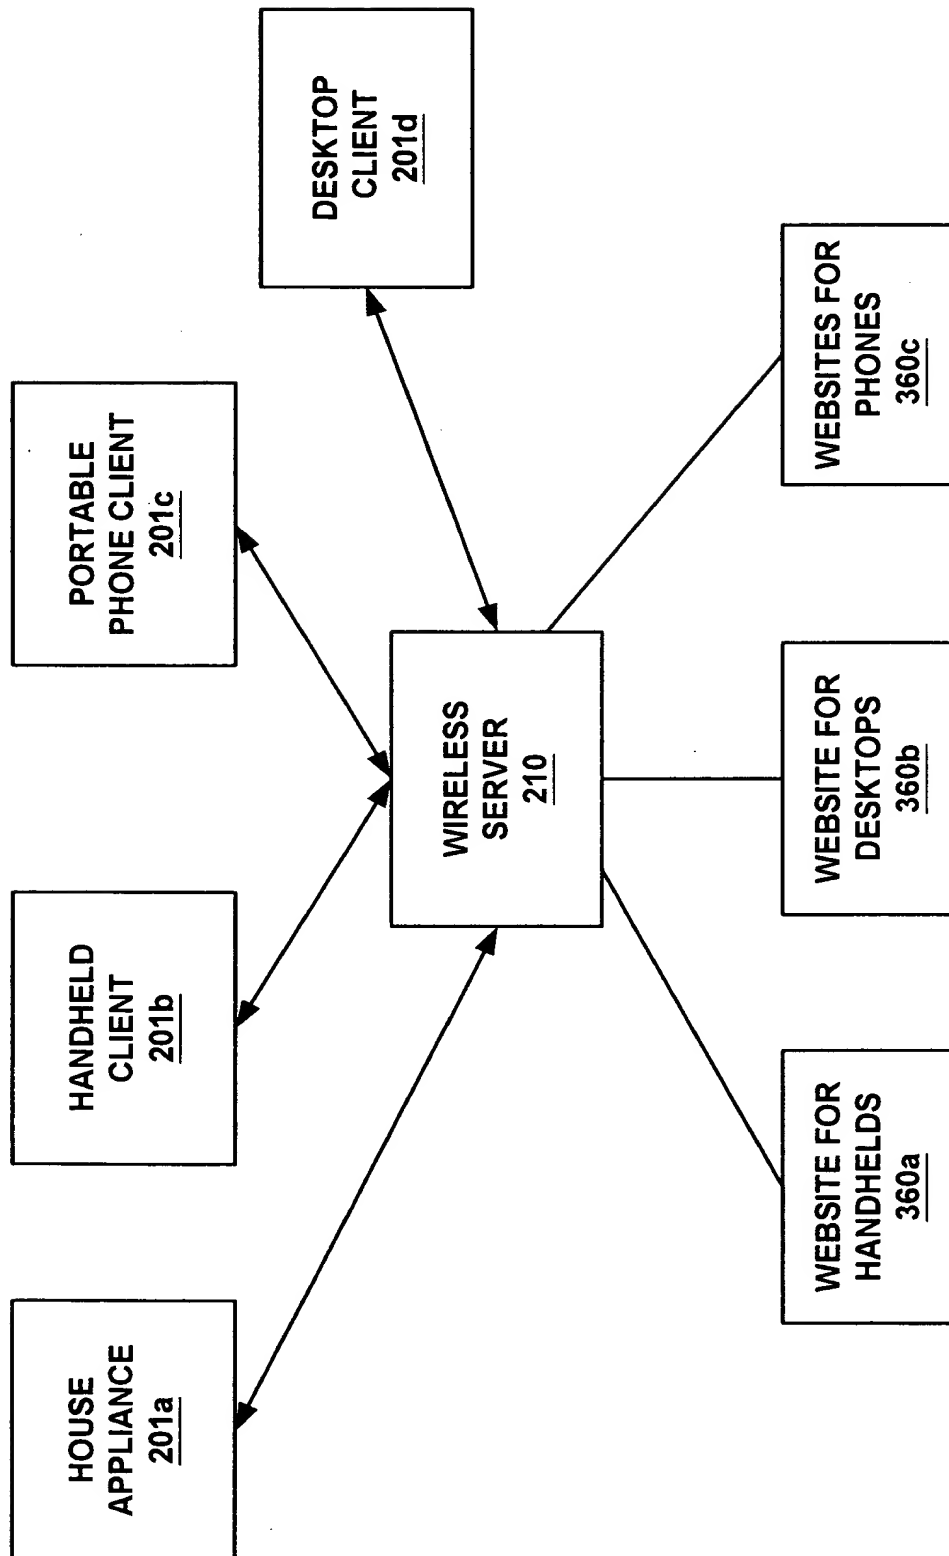 HOUSE
APPLIANCE
201a
HANDHELD
CLIENT
201b
PORTABLE
PHONE CLIENT
201c
DESKTOP
CLIENT
201d
WIRELESS
SERVER
210
WEBSITE FOR
HANDHELDS
360a
WEBSITE FOR
DESKTOPS
360b
WEBSITES FOR
PHONES
360c